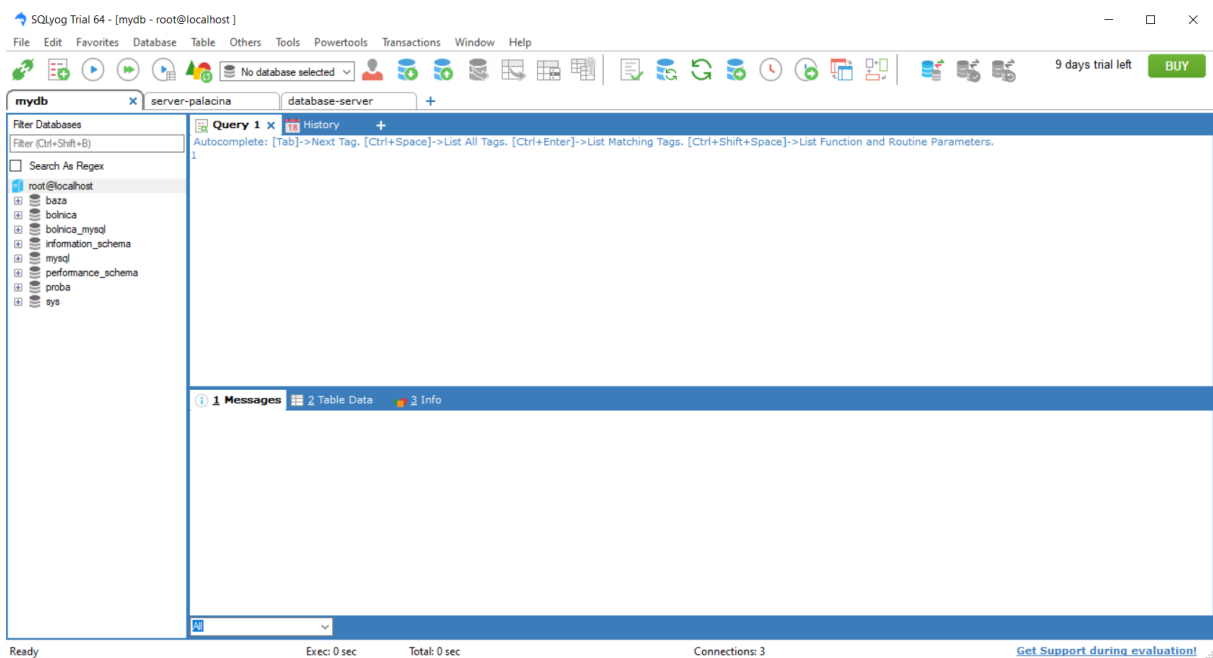 SQLyog Trial 64 - [mydb - root@localhost ]
File Edit Favorites Database Table Others Tools Powertools Transactions Window Help
No database selected
9 days trial left BUY
mydb server-palacina database-server
Filter Databases
Filter (Ctrl+Shift+B)
Search As Regex
root@localhost
baza
bolnica
bolnica_mysql
information_schema
mysql
performance_schema
proba
sys
Query 1 18 History
Autocomplete: [Tab]->Next Tag. [Ctrl+Space]->List All Tags. [Ctrl+Enter]->List Matching Tags. [Ctrl+Shift+Space]->List Function and Routine Parameters.
1
1 Messages 2 Table Data 3 Info
All
Ready Exec: 0 sec Total: 0 sec Connections: 3 Get Support during evaluation!